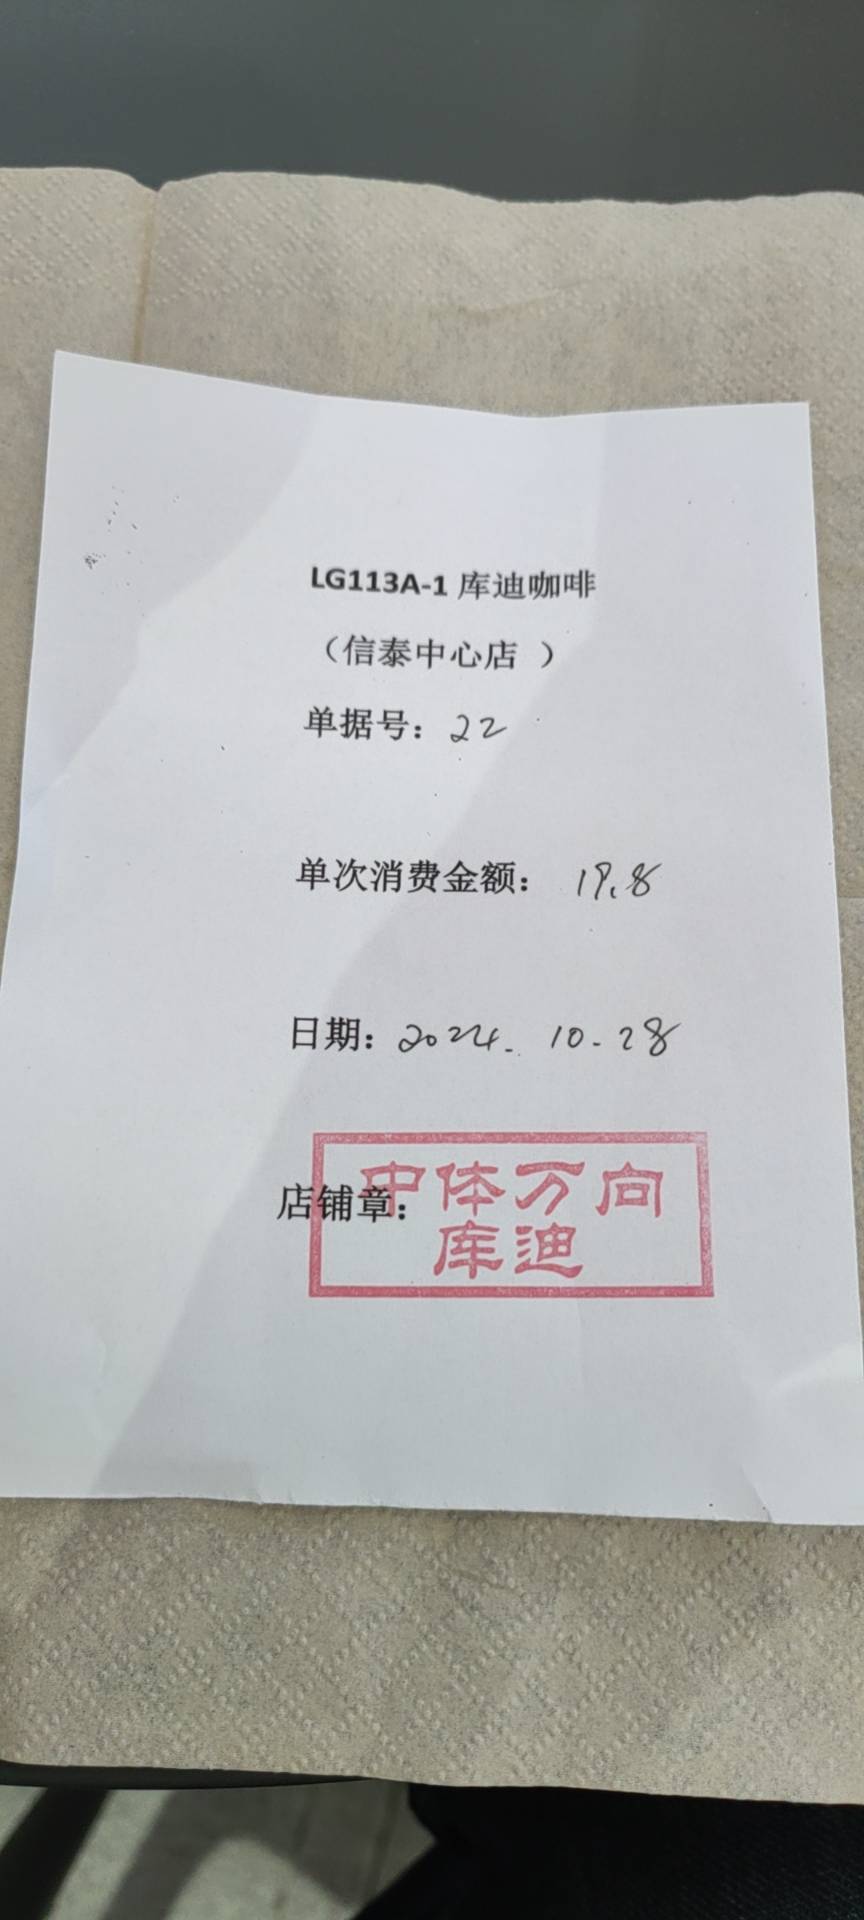 LG113A-1 库迪咖啡
（信泰中心店 ）
单据号：22
单次消费金额： 19.8
日期：2024. 10-28
店铺章：
中体万向
库迪